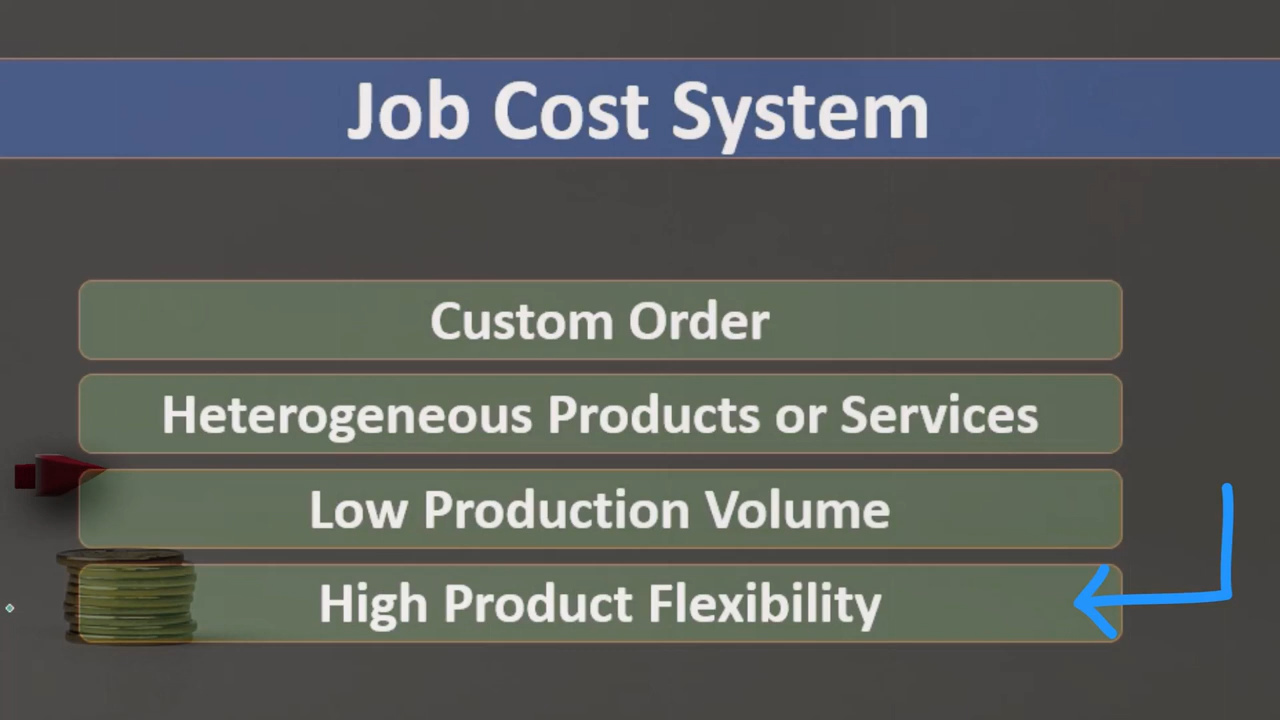 Job Cost System
Custom Order
Heterogeneous Products or Services
Low Production Volume
High Product Flexibility